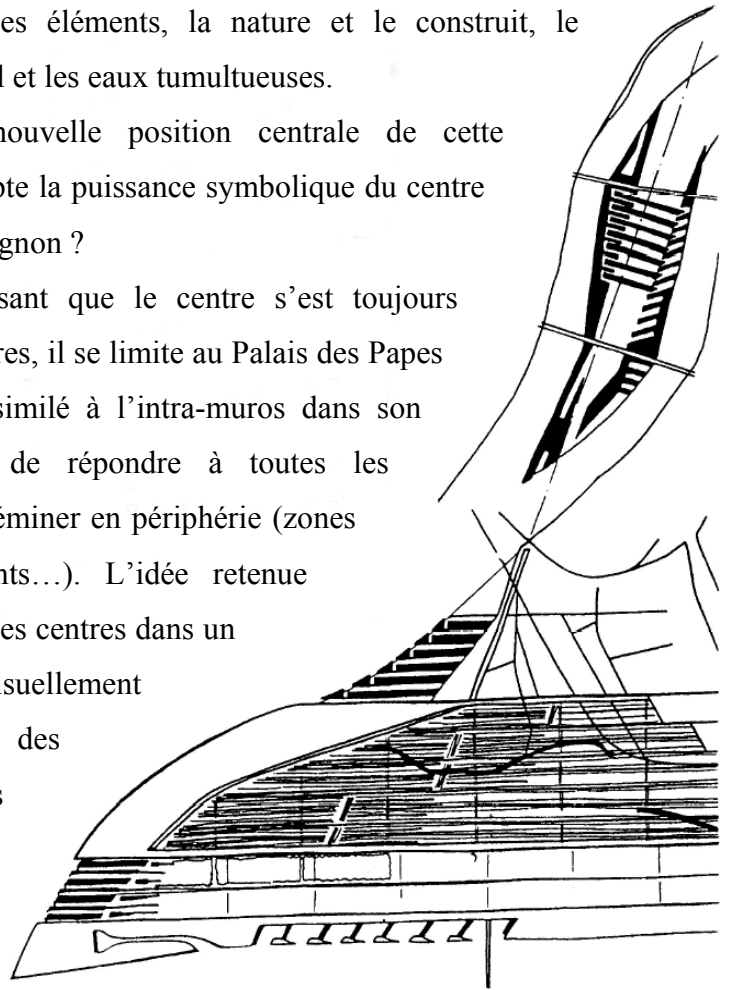 es éléments, la nature et le construit, le
l et les eaux tumultueuses.
nouvelle position centrale de cette
pte la puissance symbolique du centre
gnon ?
sant que le centre s’est toujours
res, il se limite au Palais des Papes
similé à l’intra-muros dans son
de répondre à toutes les
éminer en périphérie (zones
nts…). L’idée retenue
es centres dans un
isuellement
des
s